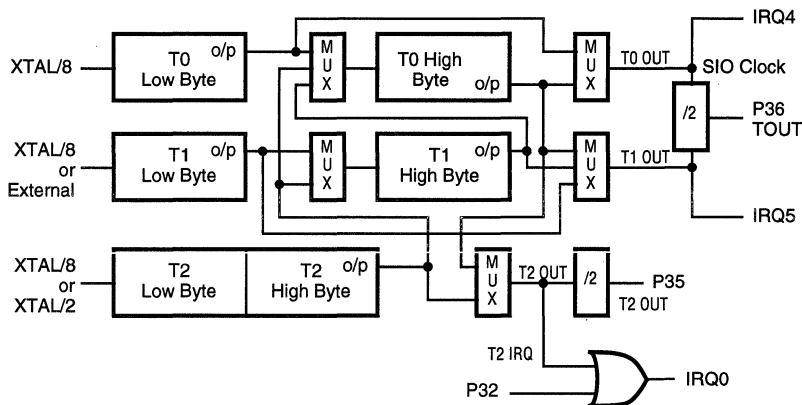 IRQ4
T0
Low Byte
o/p
M
U
X
T0 High
Byte
o/p
M
U
X
T0 OUT
XTAL/8
SIO Clock
/2
P36
TOUT
XTAL/8
or
External
T1
Low Byte
o/p
M
U
X
T1
High Byte
o/p
M
U
X
T1 OUT
IRQ5
XTAL/8
or
XTAL/2
T2
Low Byte
T2
High Byte
o/p
M
U
X
T2 OUT
/2
P35
T2 OUT
T2 IRQ
P32
IRQ0